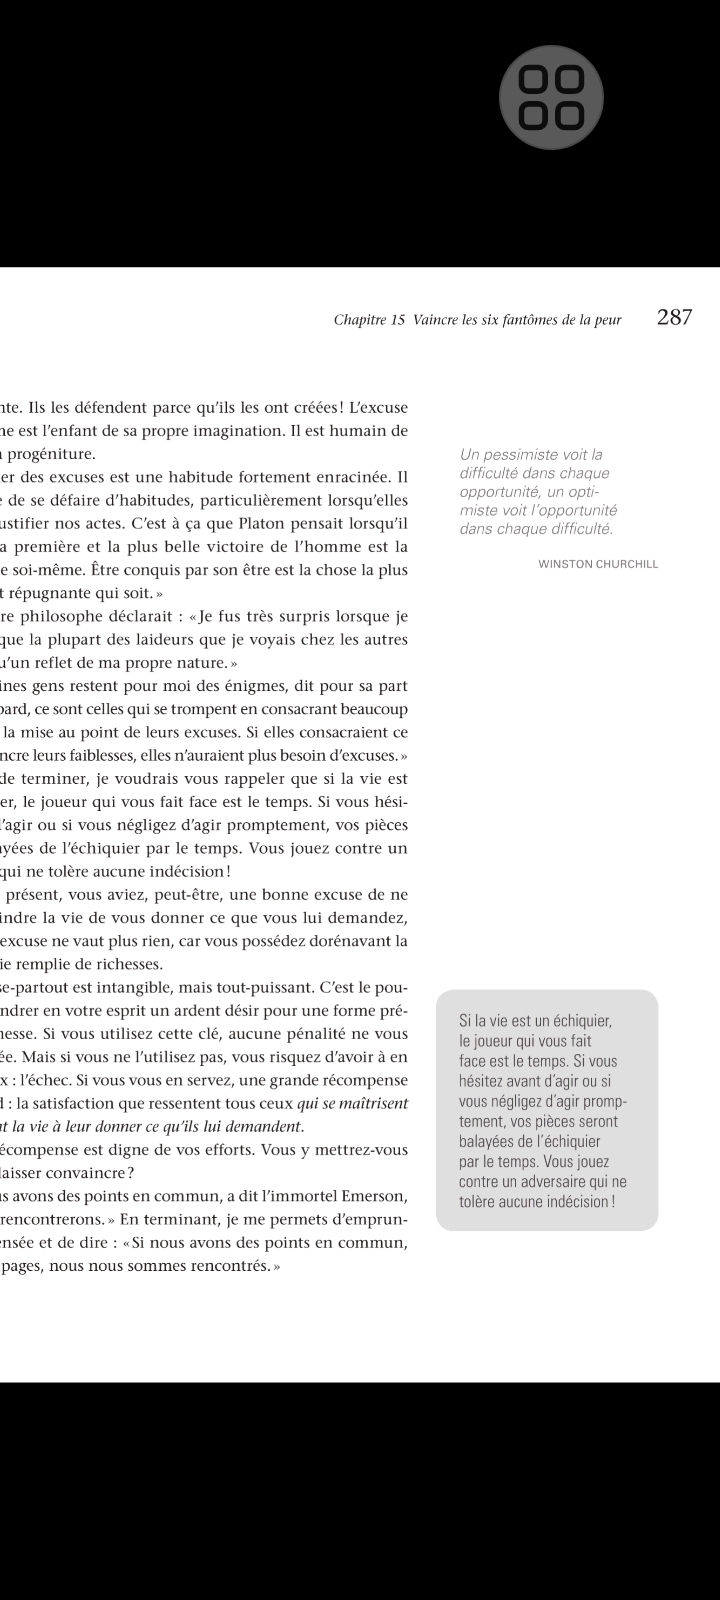 Chapitre 15 Vaincre les six fantômes de la peur 287
nte. Ils les défendent parce qu'ils les ont créées! L'excuse
ne est l'enfant de sa propre imagination. Il est humain de
progéniture.
er des excuses est une habitude fortement enracinée. Il
e de se défaire d'habitudes, particulièrement lorsqu'elles
ustifier nos actes. C'est à ça que Platon pensait lorsqu'il
a première et la plus belle victoire de l'homme est la
e soi-même. Être conquis par son être est la chose la plus
t répugnante qui soit.»
re philosophe déclarait : «Je fus très surpris lorsque je
que la plupart des laideurs que je voyais chez les autres
u'un reflet de ma propre nature.»
ines gens restent pour moi des énigmes, dit pour sa part
bard, ce sont celles qui se trompent en consacrant beaucoup
la mise au point de leurs excuses. Si elles consacraient ce
ncre leurs faiblesses, elles n'auraient plus besoin d'excuses.»
de terminer, je voudrais vous rappeler que si la vie est
er, le joueur qui vous fait face est le temps. Si vous hési-
d'agir ou si vous négligez d'agir promptement, vos pièces
ayées de l'échiquier par le temps. Vous jouez contre un
qui ne tolère aucune indécision!
présent, vous aviez, peut-être, une bonne excuse de ne
indre la vie de vous donner ce que vous lui demandez,
excuse ne vaut plus rien, car vous possédez dorénavant la
ie remplie de richesses.
se-partout est intangible, mais tout-puissant. C'est le pou-
ndrer en votre esprit un ardent désir pour une forme pré-
hesse. Si vous utilisez cette clé, aucune pénalité ne vous
ée. Mais si vous ne l'utilisez pas, vous risquez d'avoir à en
x : l'échec. Si vous vous en servez, une grande récompense
d : la satisfaction que ressentent tous ceux qui se maîtrisent
nt la vie à leur donner ce qu'ils lui demandent.
écompense est digne de vos efforts. Vous y mettrez-vous
laisser convaincre?
us avons des points en commun, a dit l'immortel Emerson,
rencontrerons.» En terminant, je me permets d'emprun-
ensée et de dire : «Si nous avons des points en commun,
pages, nous nous sommes rencontrés.»
Un pessimiste voit la
difficulté dans chaque
opportunité, un opti-
miste voit l'opportunité
dans chaque difficulté.
WINSTON CHURCHILL
Si la vie est un échiquier,
le joueur qui vous fait
face est le temps. Si vous
hésitez avant d'agir ou si
vous négligez d'agir promp-
tement, vos pièces seront
balayées de l'échiquier
par le temps. Vous jouez
contre un adversaire qui ne
tolère aucune indécision!